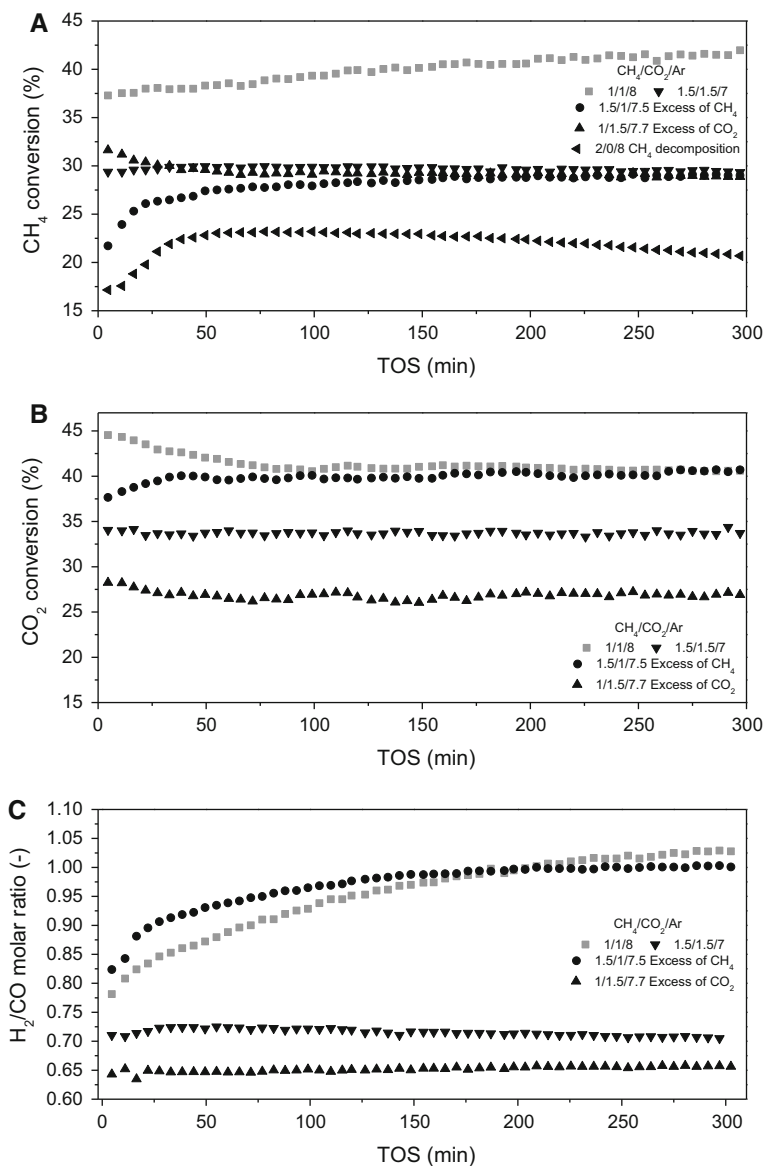 A
CH₄ conversion (%)
45
40
35
30
25
20
15
CH₄/CO₂/Ar
1/1/8 1.5/1.5/7
1.5/1/7.5 Excess of CH₄
1/1.5/7.7 Excess of CO₂
2/0/8 CH₄ decomposition
0 50 100 150 200 250 300
TOS (min)
B
CO₂ conversion (%)
45
40
35
30
25
20
15
CH₄/CO₂/Ar
1/1/8 1.5/1.5/7
1.5/1/7.5 Excess of CH₄
1/1.5/7.7 Excess of CO₂
0 50 100 150 200 250 300
TOS (min)
C
H₂/CO molar ratio (-)
1.10
1.05
1.00
0.95
0.90
0.85
0.80
0.75
0.70
0.65
0.60
CH₄/CO₂/Ar
1/1/8 1.5/1.5/7
1.5/1/7.5 Excess of CH₄
1/1.5/7.7 Excess of CO₂
0 50 100 150 200 250 300
TOS (min)